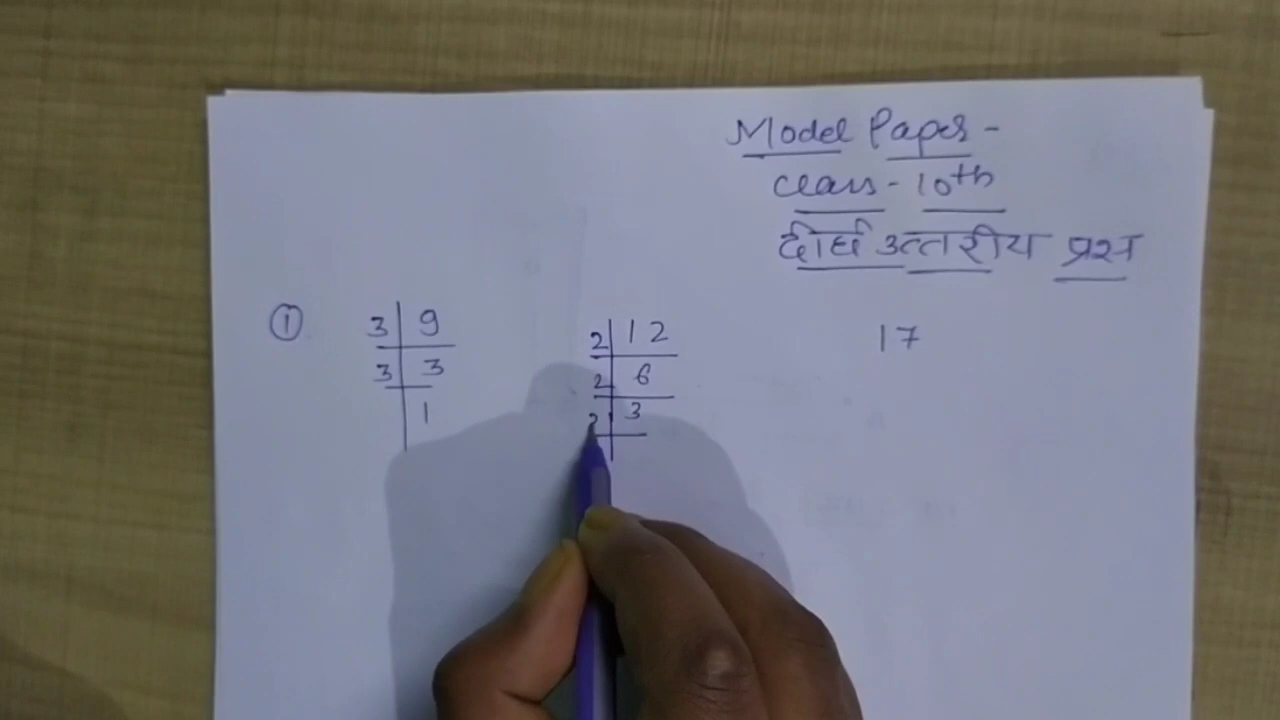 Model Paper -
Class - 10th
दीर्घ उत्तरीय प्रश्न
① 3 9 2 12 17
3 3 2 6
1 3